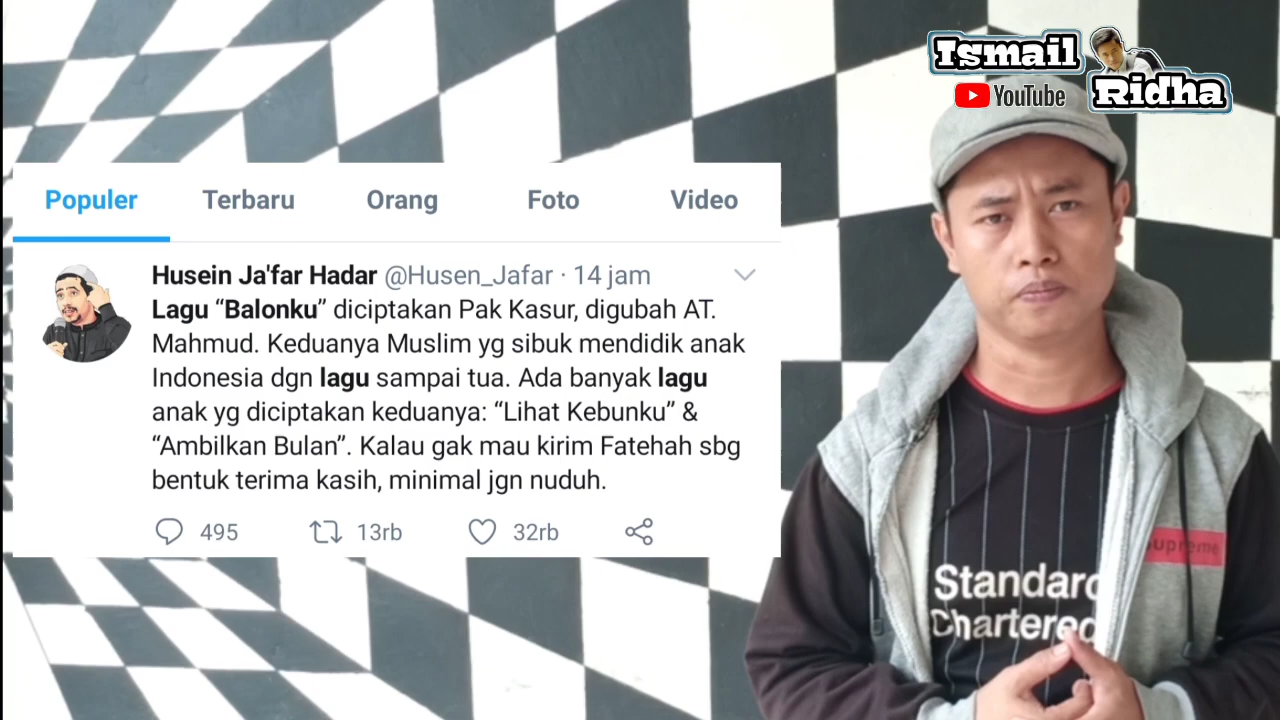 Ismail
YouTube
Ridha
Populer Terbaru Orang Foto Video
Husein Ja'far Hadar @Husen_Jafar · 14 jam
Lagu “Balonku” diciptakan Pak Kasur, digubah AT.
Mahmud. Keduanya Muslim yg sibuk mendidik anak
Indonesia dgn lagu sampai tua. Ada banyak lagu
anak yg diciptakan keduanya: “Lihat Kebunku” &
“Ambilkan Bulan”. Kalau gak mau kirim Fatehah sbg
bentuk terima kasih, minimal jgn nuduh.
495 13rb 32rb
Supreme
Standard
Chartered